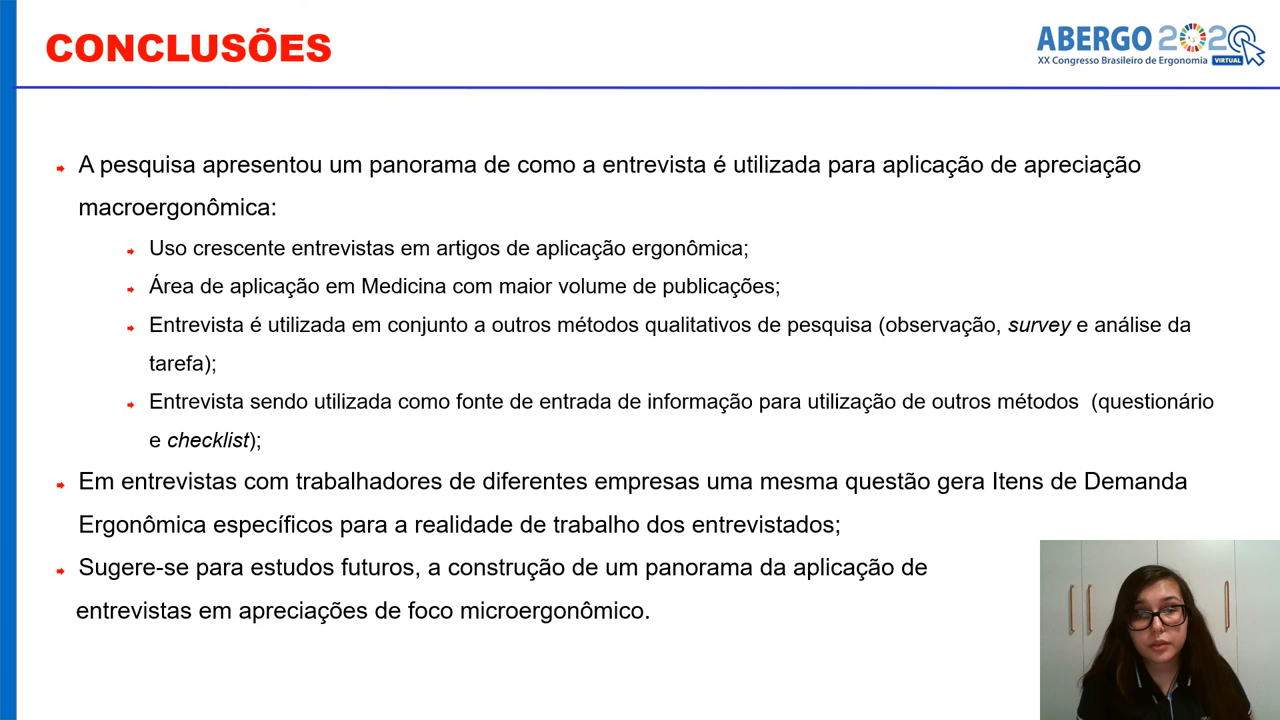 CONCLUSÕES
ABERGO 2020
XX Congresso Brasileiro de Ergonomia VIRTUAL
A pesquisa apresentou um panorama de como a entrevista é utilizada para aplicação de apreciação
macroergonômica:
Uso crescente entrevistas em artigos de aplicação ergonômica;
Área de aplicação em Medicina com maior volume de publicações;
Entrevista é utilizada em conjunto a outros métodos qualitativos de pesquisa (observação, survey e análise da
tarefa);
Entrevista sendo utilizada como fonte de entrada de informação para utilização de outros métodos (questionário
e checklist);
Em entrevistas com trabalhadores de diferentes empresas uma mesma questão gera Itens de Demanda
Ergonômica específicos para a realidade de trabalho dos entrevistados;
Sugere-se para estudos futuros, a construção de um panorama da aplicação de
entrevistas em apreciações de foco microergonômico.